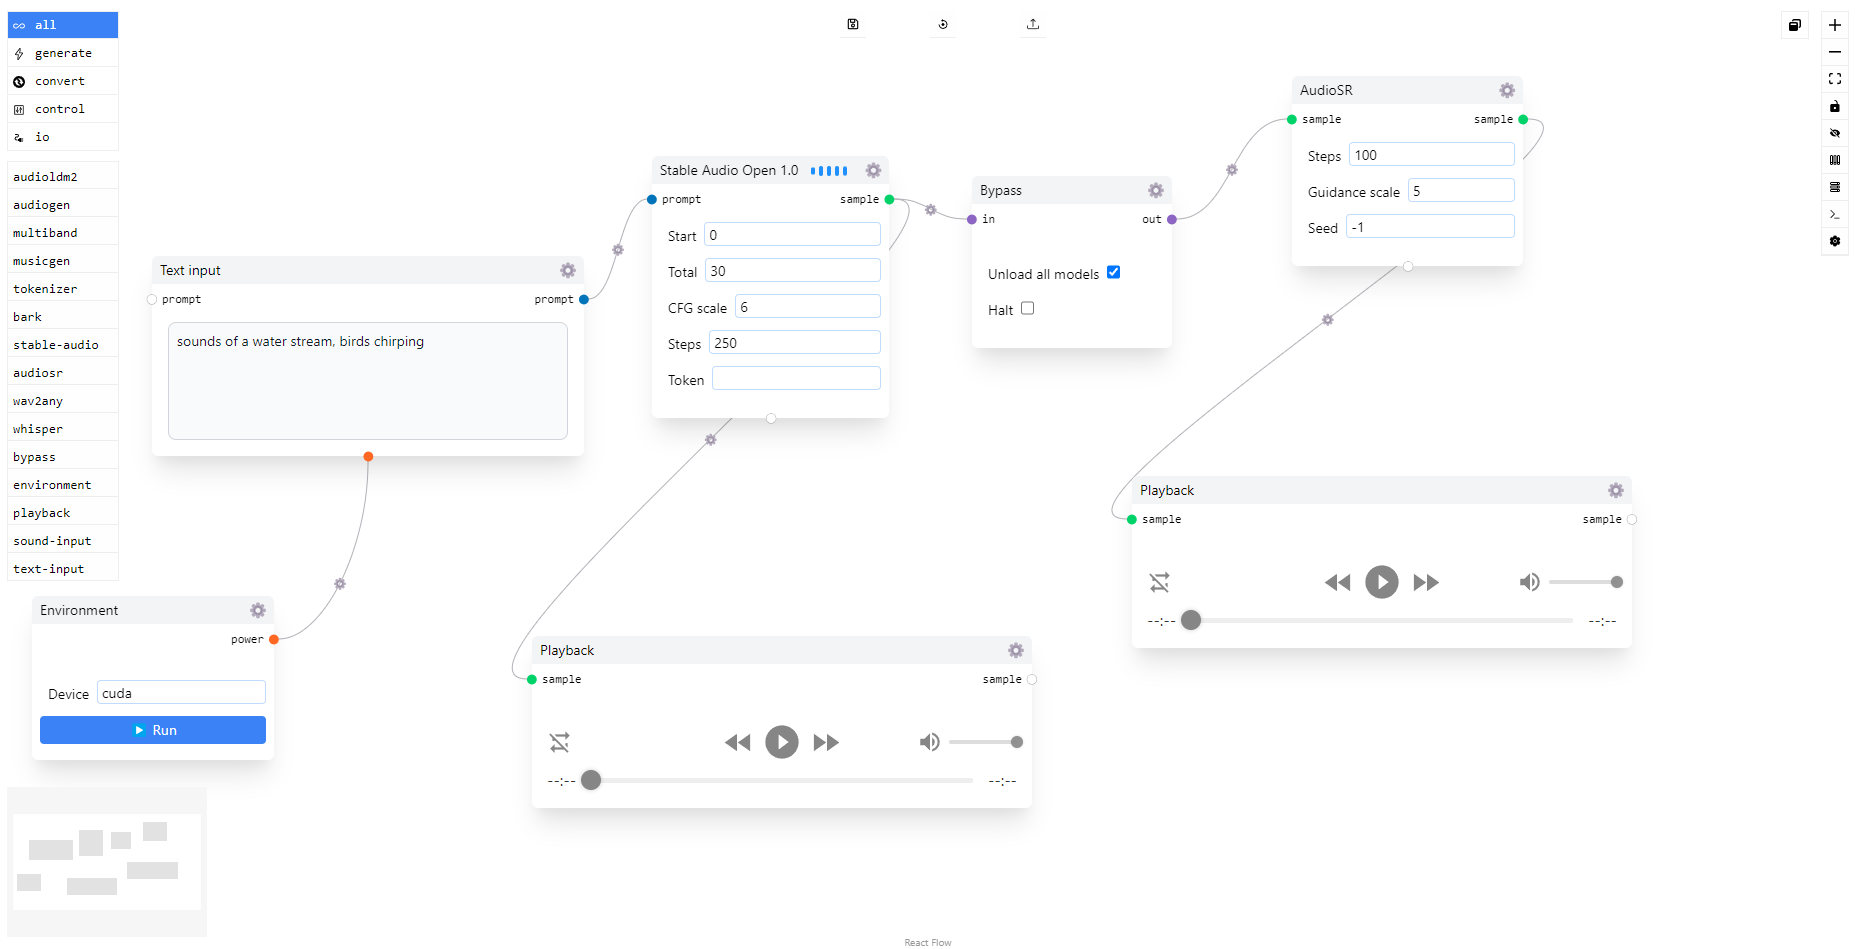 all
generate
convert
control
io
audioldm2
audiogen
multiband
musicgen
tokenizer
bark
stable-audio
audiosr
wav2any
whisper
bypass
environment
playback
sound-input
text-input
Text input
prompt
prompt
sounds of a water stream, birds chirping
Environment
power
Device
cuda
Run
Stable Audio Open 1.0
prompt
sample
Start
0
Total
30
CFG scale
6
Steps
250
Token
Bypass
in
out
Unload all models
Halt
AudioSR
sample
sample
Steps
100
Guidance scale
5
Seed
-1
Playback
sample
sample
--:--
--:--
Playback
sample
sample
--:--
--:--
React Flow